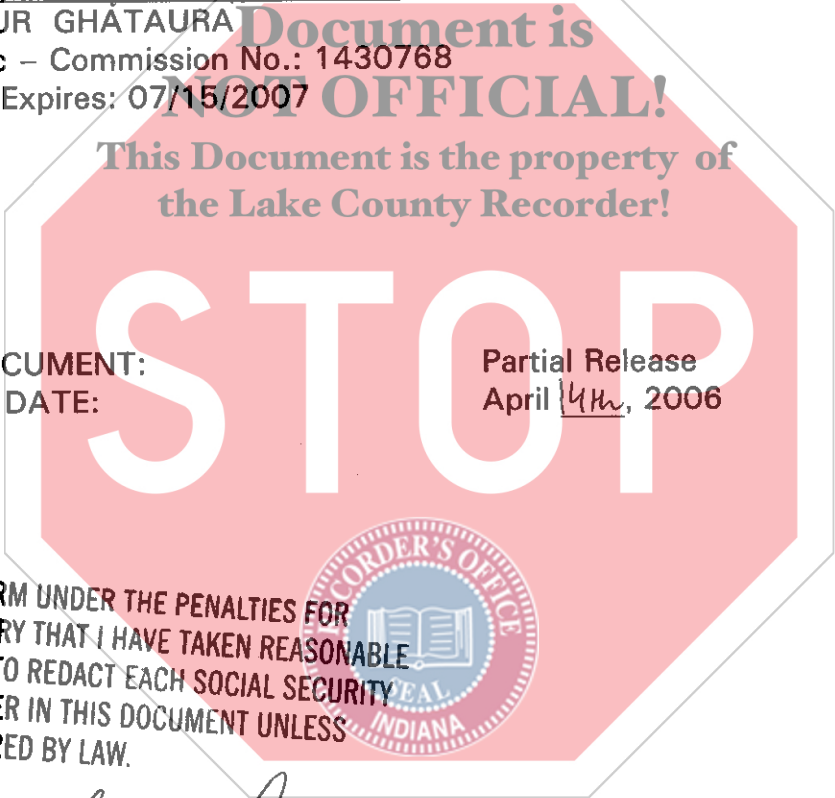 UR GHATAURA
c – Commission No.: 1430768
Expires: 07/15/2007
Document is
NOT OFFICIAL!
This Document is the property of
the Lake County Recorder!
STOP
CUMENT: Partial Release
DATE: April 14th, 2006
RECORDER'S OFFICE
SEAL
INDIANA
RM UNDER THE PENALTIES FOR
RY THAT I HAVE TAKEN REASONABLE
TO REDACT EACH SOCIAL SECURITY
ER IN THIS DOCUMENT UNLESS
RED BY LAW.